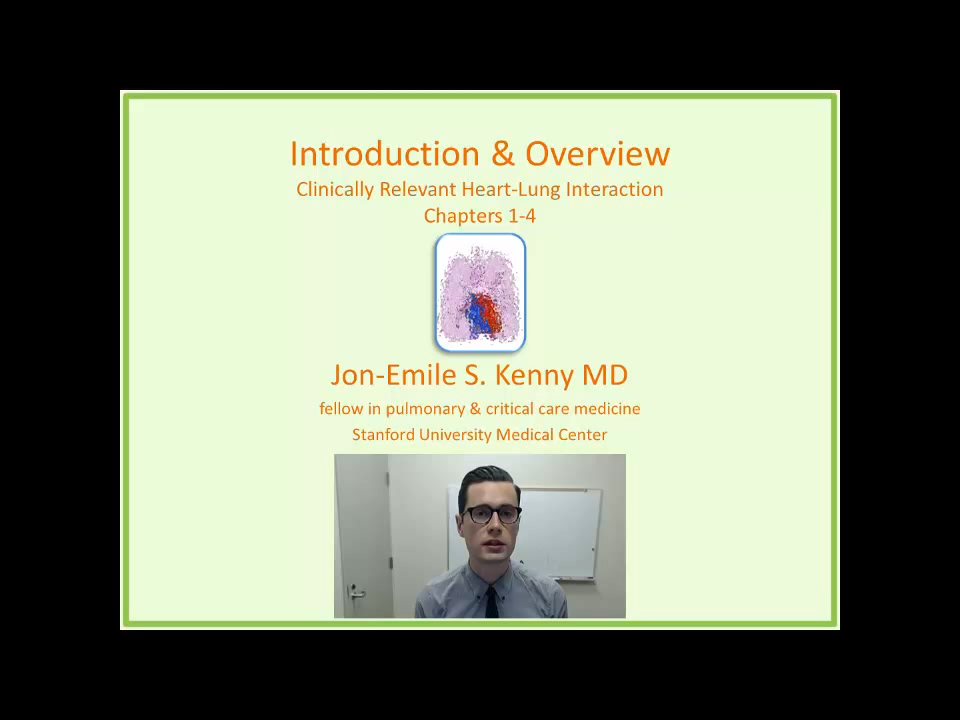 Introduction & Overview
Clinically Relevant Heart-Lung Interaction
Chapters 1-4
Jon-Emile S. Kenny MD
fellow in pulmonary & critical care medicine
Stanford University Medical Center